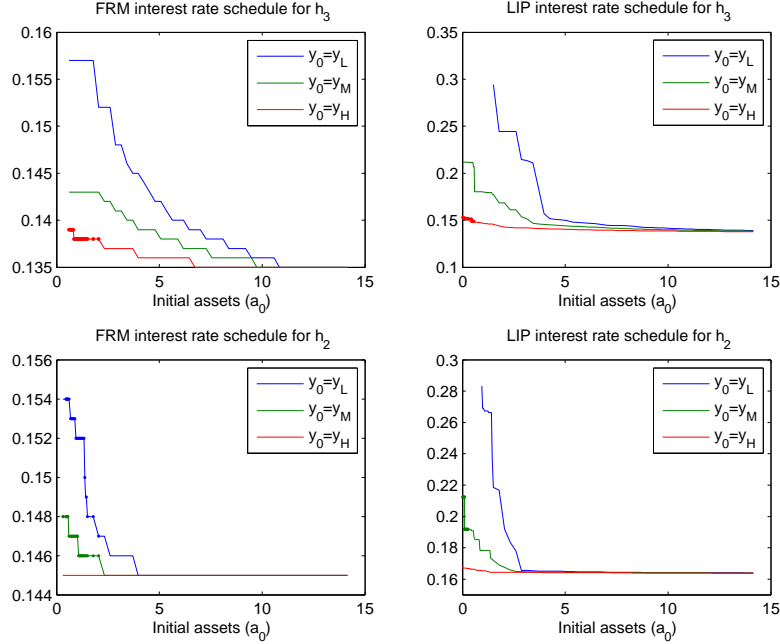 FRM interest rate schedule for h3
0.16
0.155
0.15
0.145
0.14
0.135
0 5 10 15
Initial assets (a0)
y0=yL
y0=yM
y0=yH
LIP interest rate schedule for h3
0.35
0.3
0.25
0.2
0.15
0.1
0 5 10 15
Initial assets (a0)
y0=yL
y0=yM
y0=yH
FRM interest rate schedule for h2
0.156
0.154
0.152
0.15
0.148
0.146
0.144
0 5 10 15
Initial assets (a0)
y0=yL
y0=yM
y0=yH
LIP interest rate schedule for h2
0.3
0.28
0.26
0.24
0.22
0.2
0.18
0.16
0 5 10 15
Initial assets (a0)
y0=yL
y0=yM
y0=yH